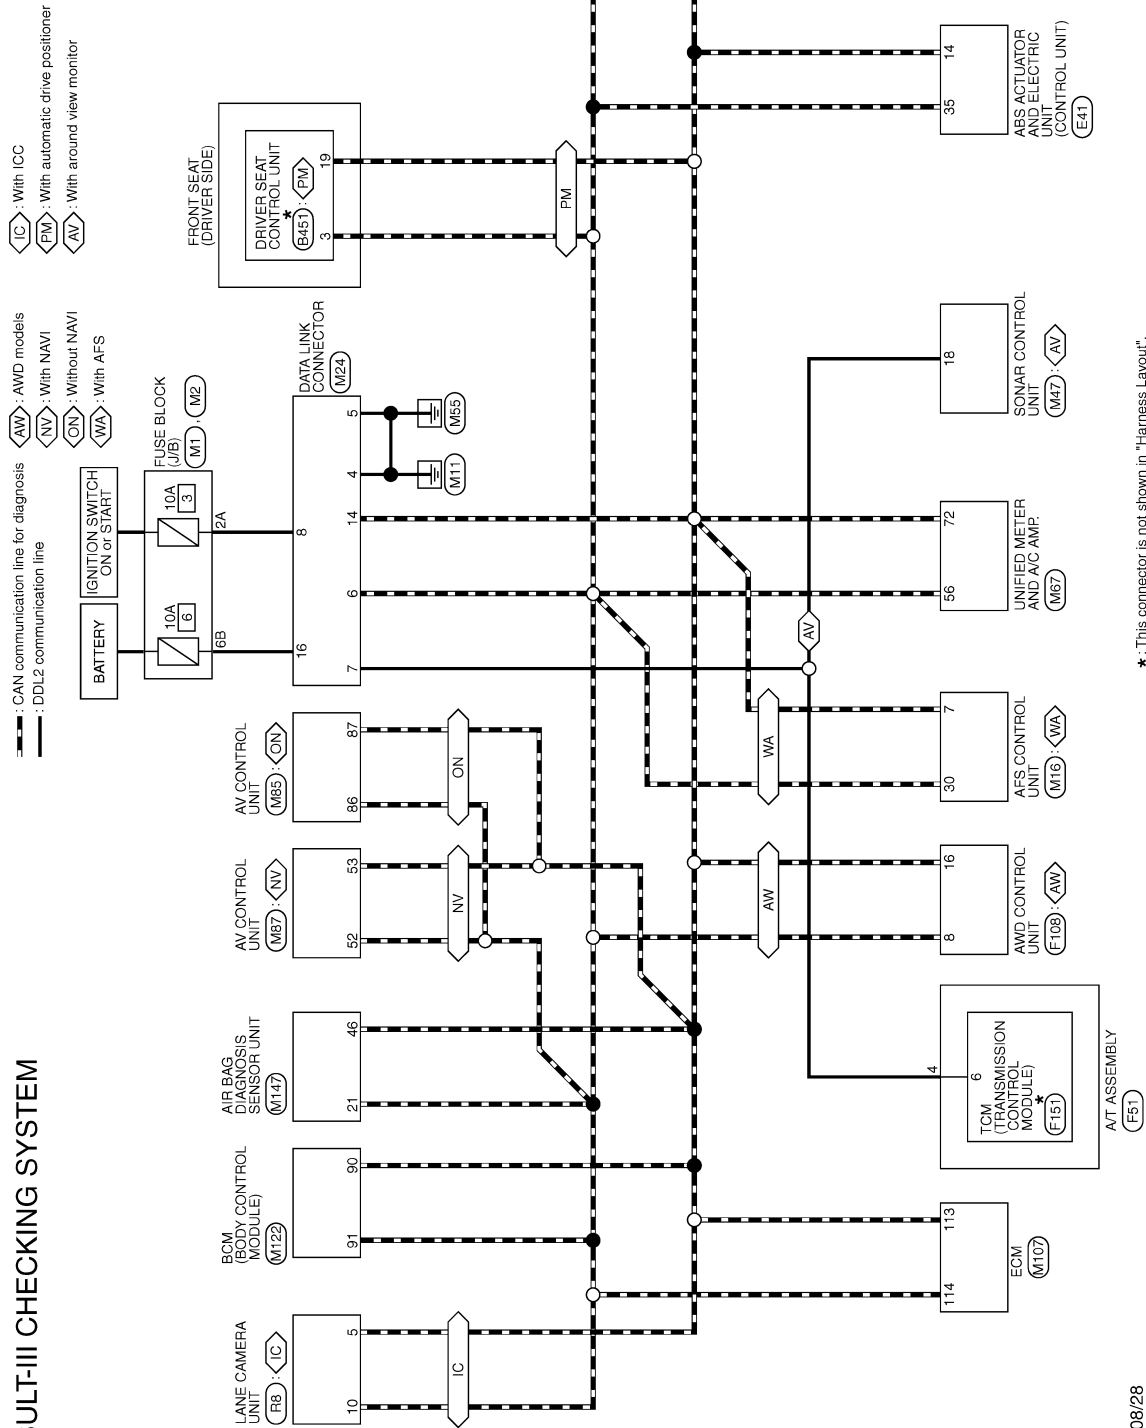 ULT-III CHECKING SYSTEM
: CAN communication line for diagnosis
: DDL2 communication line
AW : AWD models
NV : With NAVI
ON : Without NAVI
WA : With AFS
IC : With ICC
PM : With automatic drive positioner
AV : With around view monitor
LANE CAMERA
UNIT
R8 : IC
10
5
IC
BCM
(BODY CONTROL
MODULE)
M122
91
90
AIR BAG
DIAGNOSIS
SENSOR UNIT
M147
21
46
AV CONTROL
UNIT
M87 : NV
52
53
NV
AV CONTROL
UNIT
M85 : ON
86
87
ON
BATTERY
IGNITION SWITCH
ON or START
FUSE BLOCK
(J/B)
M1 , M2
10A
6
10A
3
6B
2A
DATA LINK
CONNECTOR
M24
16
8
7
6
14
4
5
M11
M55
FRONT SEAT
(DRIVER SIDE)
DRIVER SEAT
CONTROL UNIT
*
B451 : PM
3
19
PM
ECM
M107
114
113
4
6
TCM
(TRANSMISSION
CONTROL
MODULE)
*
F151
A/T ASSEMBLY
F51
AW
8
16
AWD CONTROL
UNIT
F108 : AW
WA
30
7
AFS CONTROL
UNIT
M16 : WA
AV
56
72
UNIFIED METER
AND A/C AMP.
M67
18
SONAR CONTROL
UNIT
M47 : AV
35
14
ABS ACTUATOR
AND ELECTRIC
UNIT
(CONTROL UNIT)
E41
* : This connector is not shown in "Harness Layout".
08/28